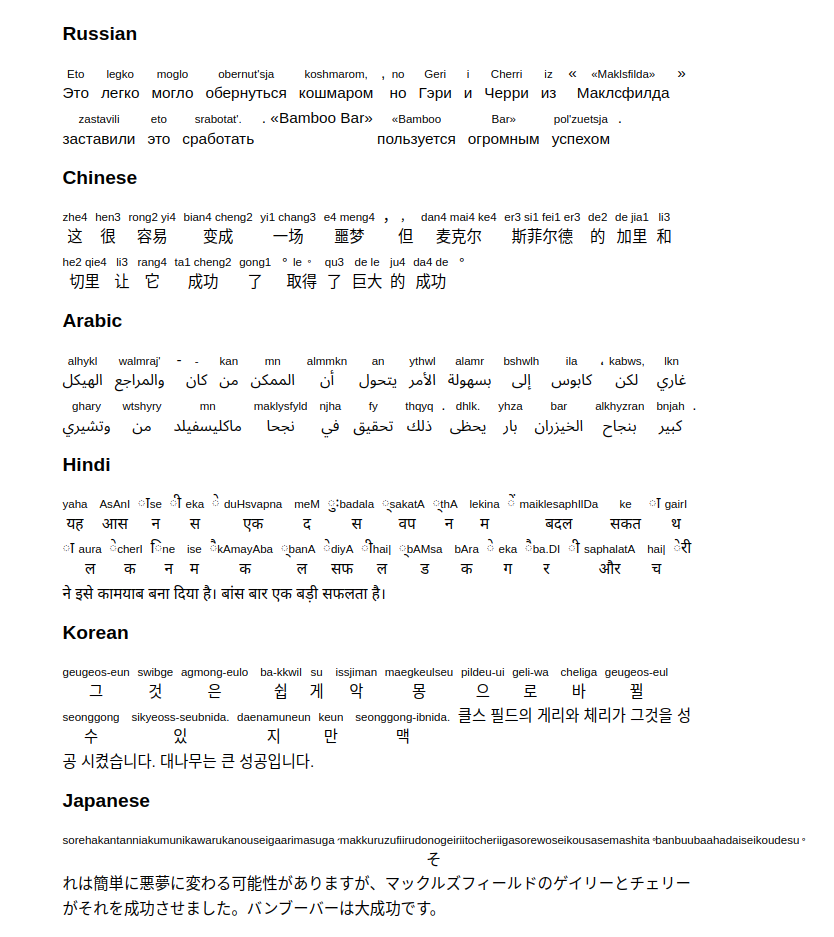 Russian
Eto legko moglo obernut'sja koshmarom, , no Geri i Cherri iz « «Maklsfilda» »
Это легко могло обернуться кошмаром но Гэри и Черри из Маклсфилда
zastavili eto srabotat'. . «Bamboo Bar» «Bamboo Bar» pol'zuetsja .
заставили это сработать пользуется огромным успехом
Chinese
zhe4 hen3 rong2 yi4 bian4 cheng2 yi1 chang3 e4 meng4 ， , dan4 mai4 ke4 er3 si1 fei1 er3 de2 de jia1 li3
这 很 容易 变成 一场 噩梦 但 麦克尔 斯菲尔德 的 加里 和
he2 qie4 li3 rang4 ta1 cheng2 gong1 。 le 。 qu3 de le ju4 da4 de 。
切里 让 它 成功 了 取得 了 巨大 的 成功
Arabic
alhykl walmraj' - - kan mn almmkn an ythwl alamr bshwlh ila ، kabws, lkn
الهيكل والمراجع كان من الممكن أن يتحول الأمر بسهولة إلى كابوس لكن غاري
ghary wtshyry mn maklysfyld njha fy thqyq . dhlk. yhza bar alkhyzran bnjah .
وتشيري من ماكليسفيلد نجحا في تحقيق ذلك يحظى بار الخيزران بنجاح كبير
Hindi
yaha AsAnI ाse ी eka े duHsvapna meM ुःbadala ्sakatA ्thA lekina ें maiklesaphIlDa ke ा gairI
यह आस न स एक द स वप न म बदल सकत थ
ा aura ेcherI िne ise ैkAmayAba ्banA ेdiyA ीhai| ्bAMsa bAra े eka ैba.DI ी saphalatA hai| ेरी
ल क न म क ल सफ ल ड क ग र और च
ने इसे कामयाब बना दिया है। बांस बार एक बड़ी सफलता है।
Korean
geugeos-eun swibge agmong-eulo ba-kkwil su issjiman maegkeulseu pildeu-ui geli-wa cheliga geugeos-eul
그 것 은 쉽 게 악 몽 으 로 바 뀔
seonggong sikyeoss-seubnida. daenamuneun keun seonggong-ibnida. 클스 필드의 게리와 체리가 그것을 성
수 있 지 만 맥
공 시켰습니다. 대나무는 큰 성공입니다.
Japanese
sorehakantanniakumunikawarukanouseigaarimasuga、makkuruzufiirudonogeiriitocheriigasorewoseikousasemashita。banbuubaahadaiseikoudesu。
そ
れは簡単に悪夢に変わる可能性がありますが、マックルズフィールドのゲイリーとチェリー
がそれを成功させました。バンブーバーは大成功です。